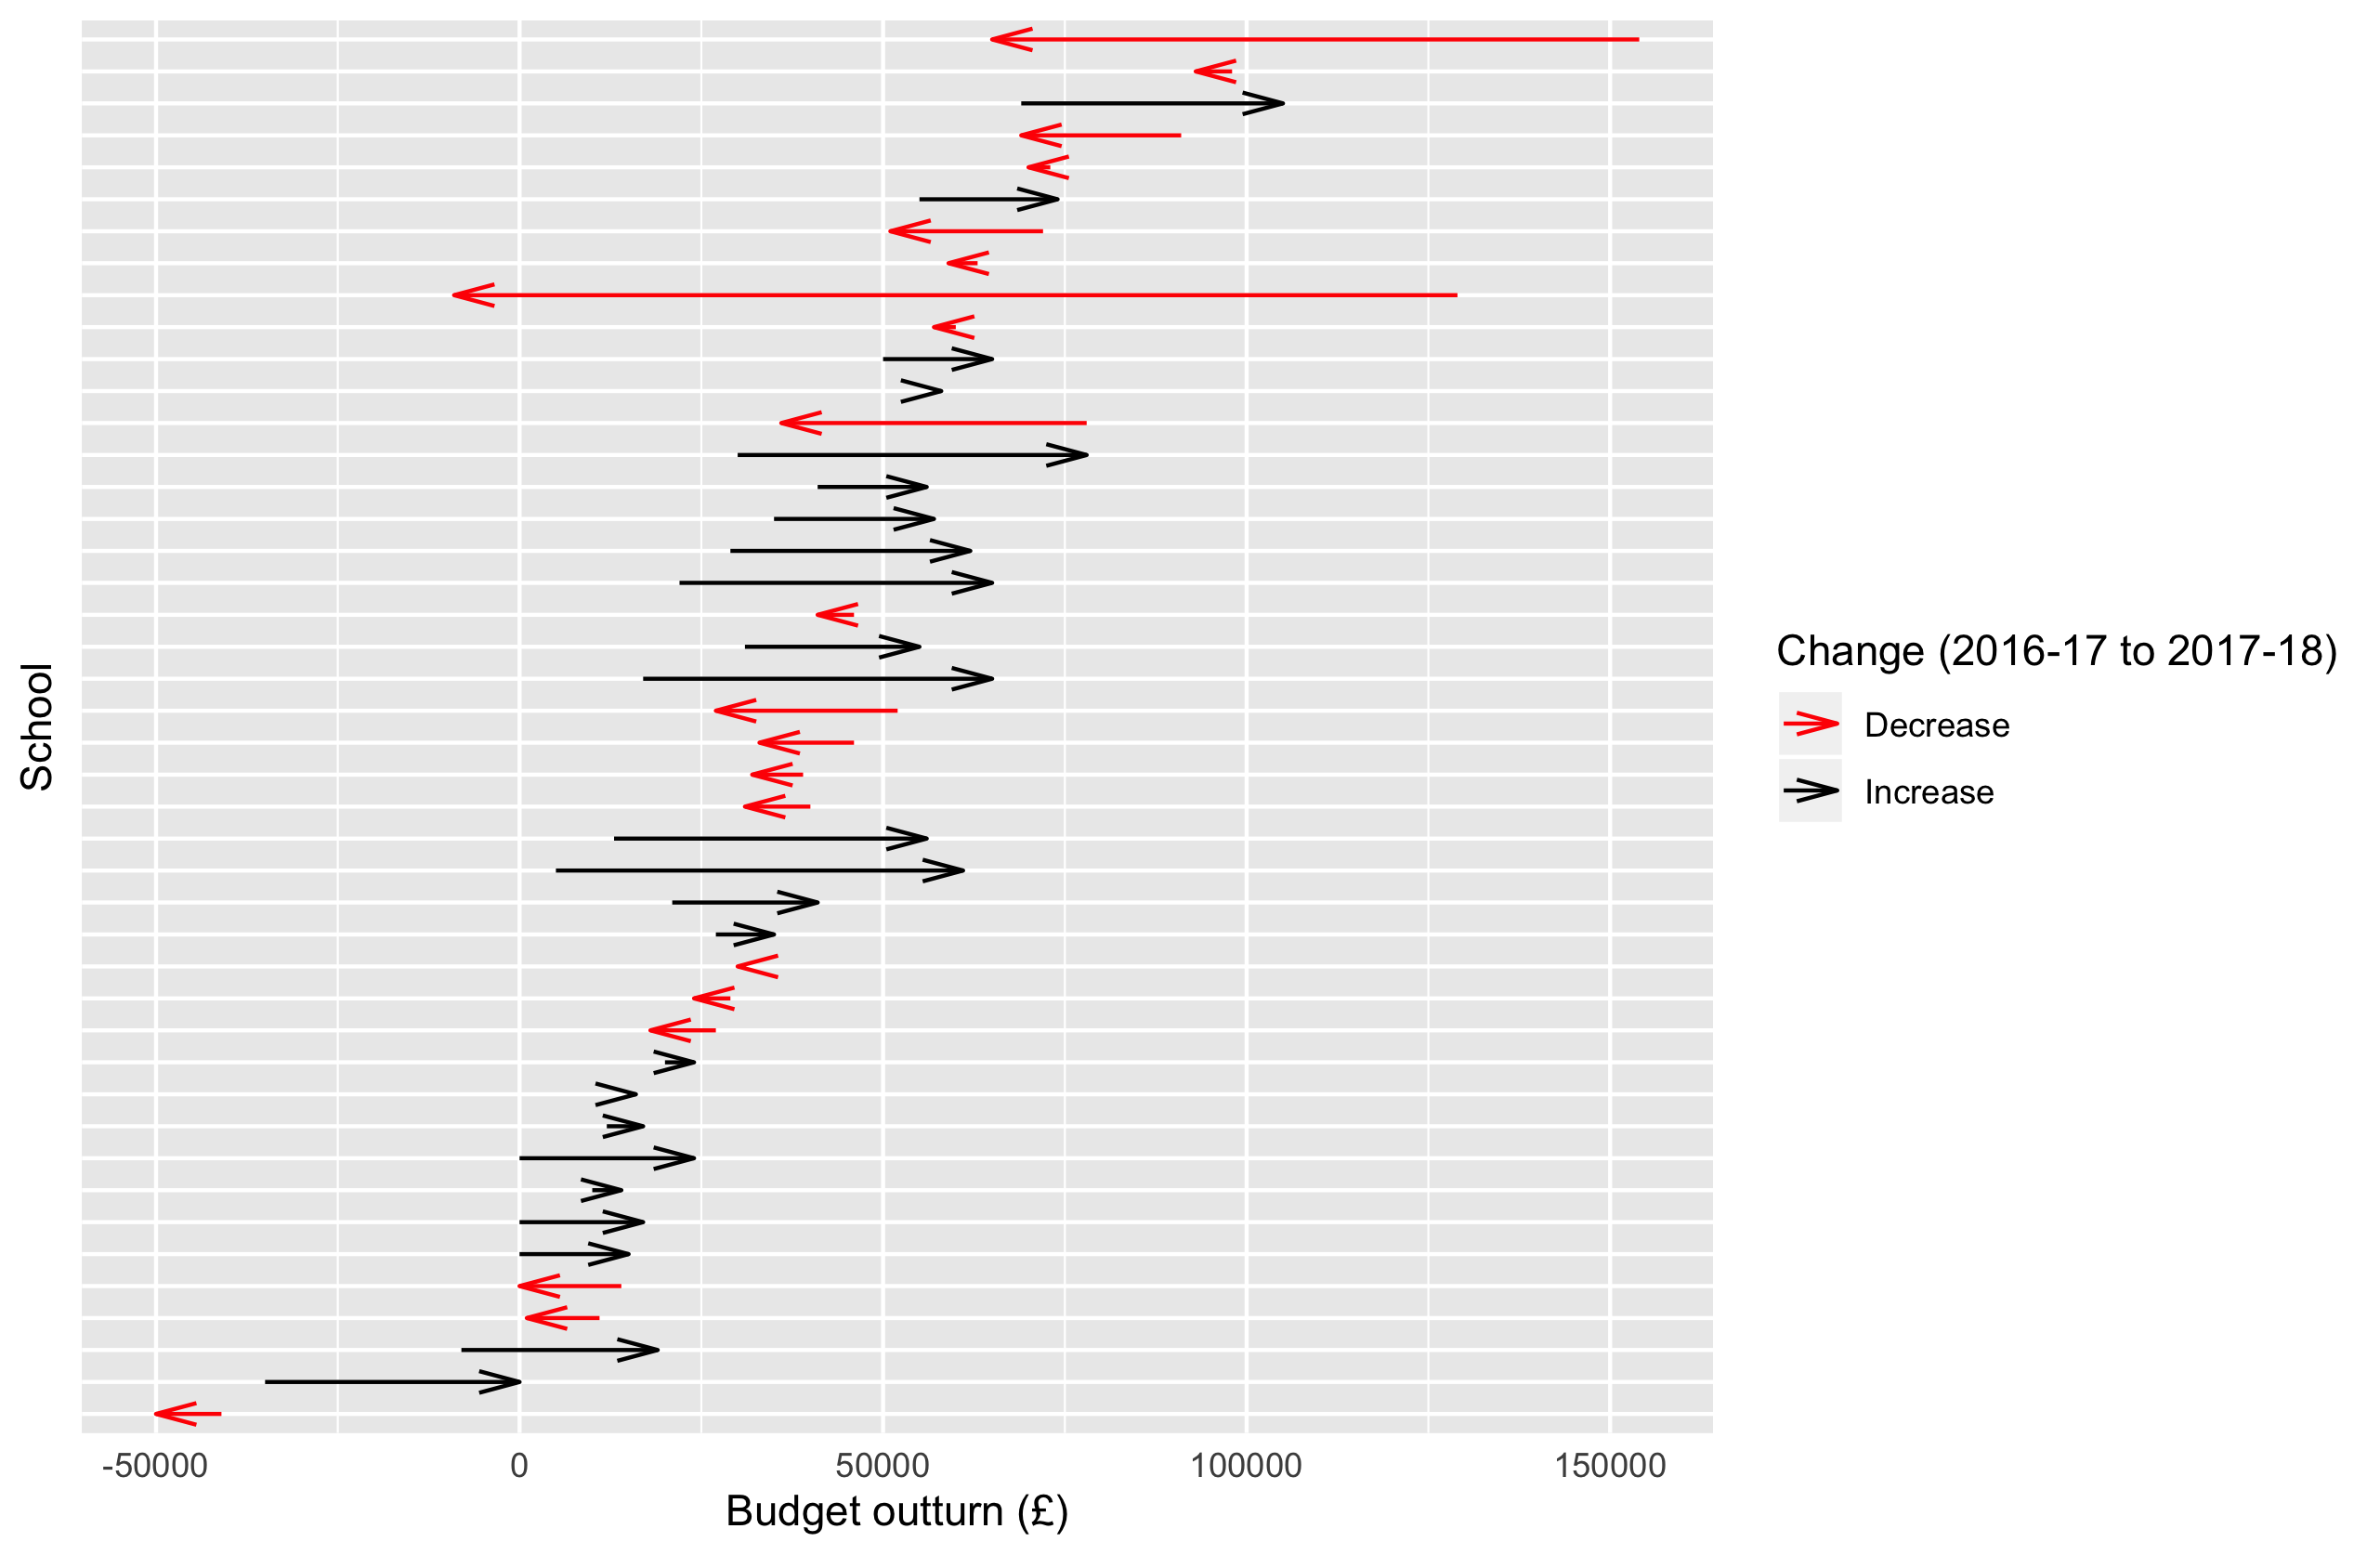 School
Change (2016-17 to 2017-18)
Decrease
Increase
-50000 0 50000 100000 150000
Budget outturn (£)